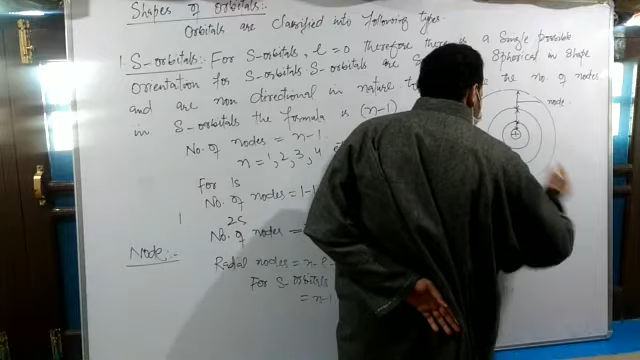 Shapes of Orbitals:-
Orbitals are classified into following types.
1. S-orbitals:- For S-orbitals, l=0 therefore there is a Single possible
orientation for S-orbitals. S-orbitals are Spherical in Shape
and are non directional in nature the no. of nodes
in S-orbitals the formula is (n-1)
node.
No. of nodes = n-1.
n = 1, 2, 3, 4
For 1s
No. of nodes = 1-1
1 2S
No. of nodes =
Node:-
Radal nodes = n-l-
For S-orbitals
= n-1